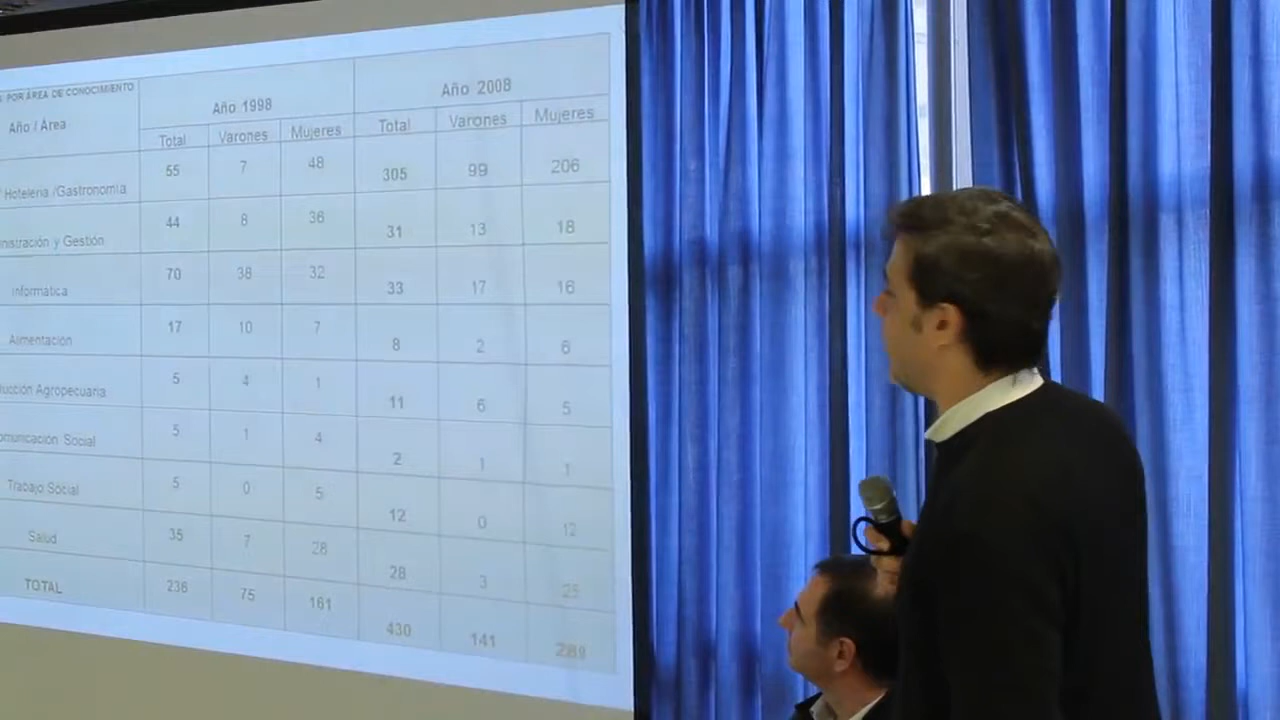 POR ÁREA DE CONOCIMIENTO Año 1998 Año 2008
Año / Área Total Varones Mujeres Total Varones Mujeres
Hotelería /Gastronomía 55 7 48 305 99 206
nistración y Gestión 44 8 36 31 13 18
Informática 70 38 32 33 17 16
Alimentación 17 10 7 8 2 6
ucción Agropecuaria 5 4 1 11 6 5
omunicación Social 5 1 4 2 1 1
Trabajo Social 5 0 5 12 0 12
Salud 35 7 28 28 3 25
TOTAL 236 75 161 430 141 289